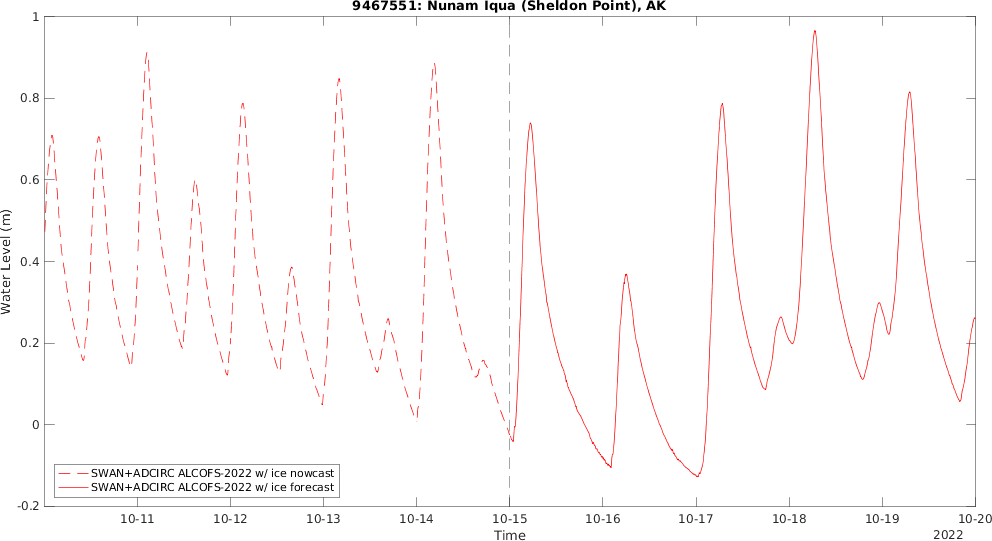 9467551: Nunam Iqua (Sheldon Point), AK
Water Level (m)
1
0.8
0.6
0.4
0.2
0
-0.2
SWAN+ADCIRC ALCOFS-2022 w/ ice nowcast
SWAN+ADCIRC ALCOFS-2022 w/ ice forecast
10-11 10-12 10-13 10-14 10-15 10-16 10-17 10-18 10-19 10-20
Time
2022